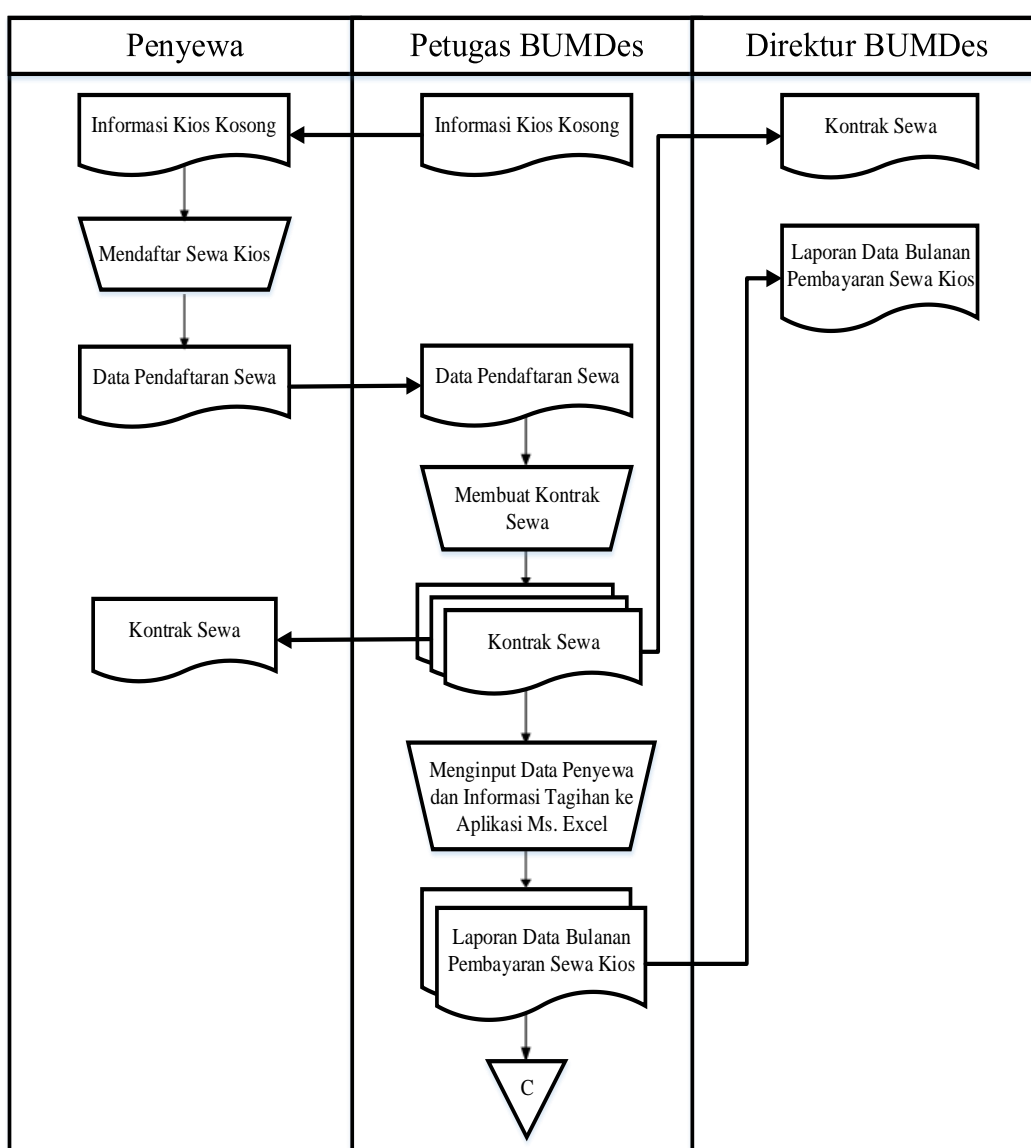 Penyewa
Petugas BUMDes
Direktur BUMDes
Informasi Kios Kosong
Informasi Kios Kosong
Kontrak Sewa
Mendaftar Sewa Kios
Laporan Data Bulanan
Pembayaran Sewa Kios
Data Pendaftaran Sewa
Data Pendaftaran Sewa
Membuat Kontrak
Sewa
Kontrak Sewa
Kontrak Sewa
Menginput Data Penyewa
dan Informasi Tagihan ke
Aplikasi Ms. Excel
Laporan Data Bulanan
Pembayaran Sewa Kios
C